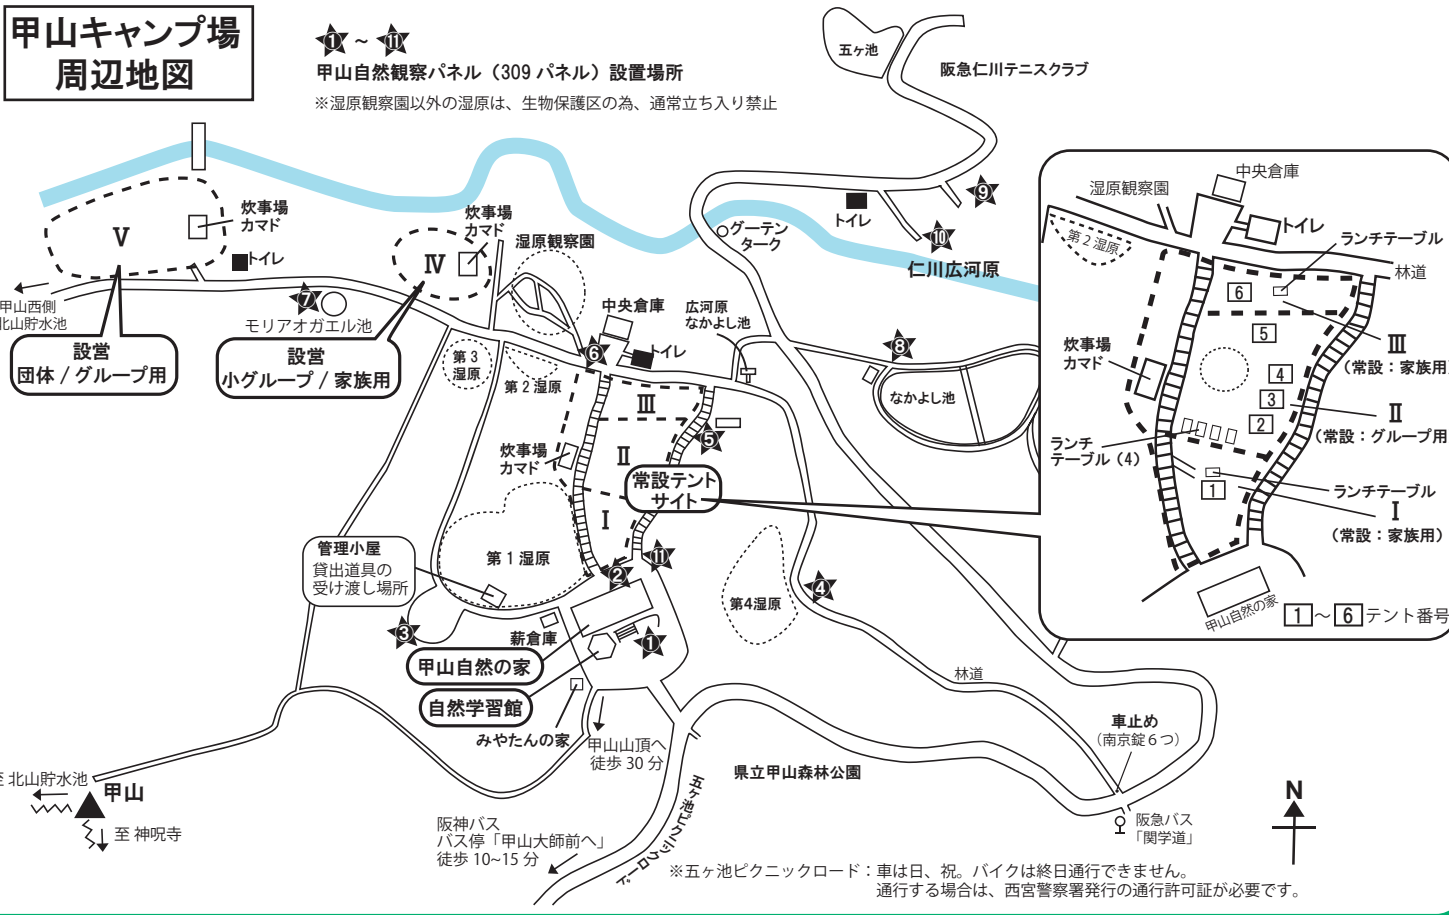 甲山キャンプ場
周辺地図
❶～⓫
甲山自然観察パネル（309 パネル）設置場所
※湿原観察園以外の湿原は、生物保護区の為、通常立ち入り禁止
五ヶ池
阪急仁川テニスクラブ
Ⅴ
炊事場
カマド
トイレ
Ⅳ
炊事場
カマド
湿原観察園
グーテン
ターク
トイレ
❾
❿
仁川広河原
甲山西側
北山貯水池
❼
モリアオガエル池
設営
団体 / グループ用
設営
小グループ / 家族用
中央倉庫
❻
トイレ
広河原
なかよし池
❽
なかよし池
第３
湿原
第２湿原
Ⅲ
❺
炊事場
カマド
Ⅱ
常設テント
サイト
Ⅰ
第１湿原
管理小屋
貸出道具の
受け渡し場所
❷
⓫
第4湿原
❹
❸
薪倉庫
❶
甲山自然の家
自然学習館
みやたんの家
甲山山頂へ
徒歩 30 分
林道
車止め
（南京錠６つ）
県立甲山森林公園
五ヶ池ピクニックロード
至 北山貯水池
甲山
至 神呪寺
阪神バス
バス停「甲山大師前へ」
徒歩 10~15 分
阪急バス
「関学道」
N
※五ヶ池ピクニックロード：車は日、祝。バイクは終日通行できません。
通行する場合は、西宮警察署発行の通行許可証が必要です。
中央倉庫
湿原観察園
トイレ
第２湿原
ランチテーブル
林道
6
5
Ⅲ
（常設：家族用）
炊事場
カマド
4
3
2
Ⅱ
（常設：グループ用
ランチ
テーブル（4）
ランチテーブル
1
Ⅰ
（常設：家族用）
甲山自然の家
1～6テント番号